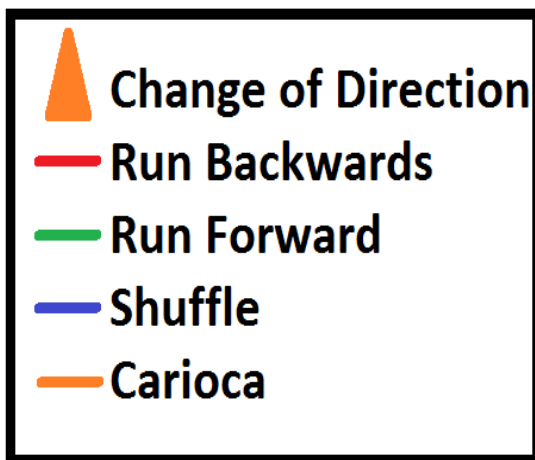 Change of Direction
Run Backwards
Run Forward
Shuffle
Carioca